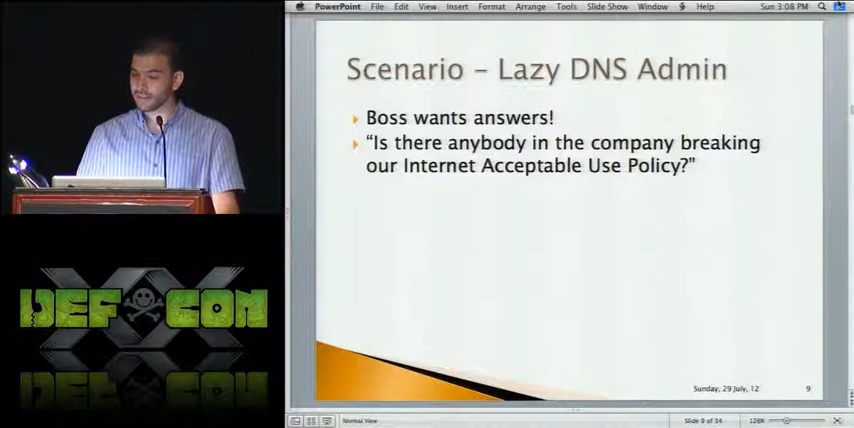 PowerPoint File Edit View Insert Format Arrange Tools Slide Show Window Help Sun 3:08 PM
Scenario – Lazy DNS Admin
Boss wants answers!
“Is there anybody in the company breaking
our Internet Acceptable Use Policy?”
Sunday, 29 July, 12 9
Normal View Slide 9 of 34 126%
DEF CON
XX